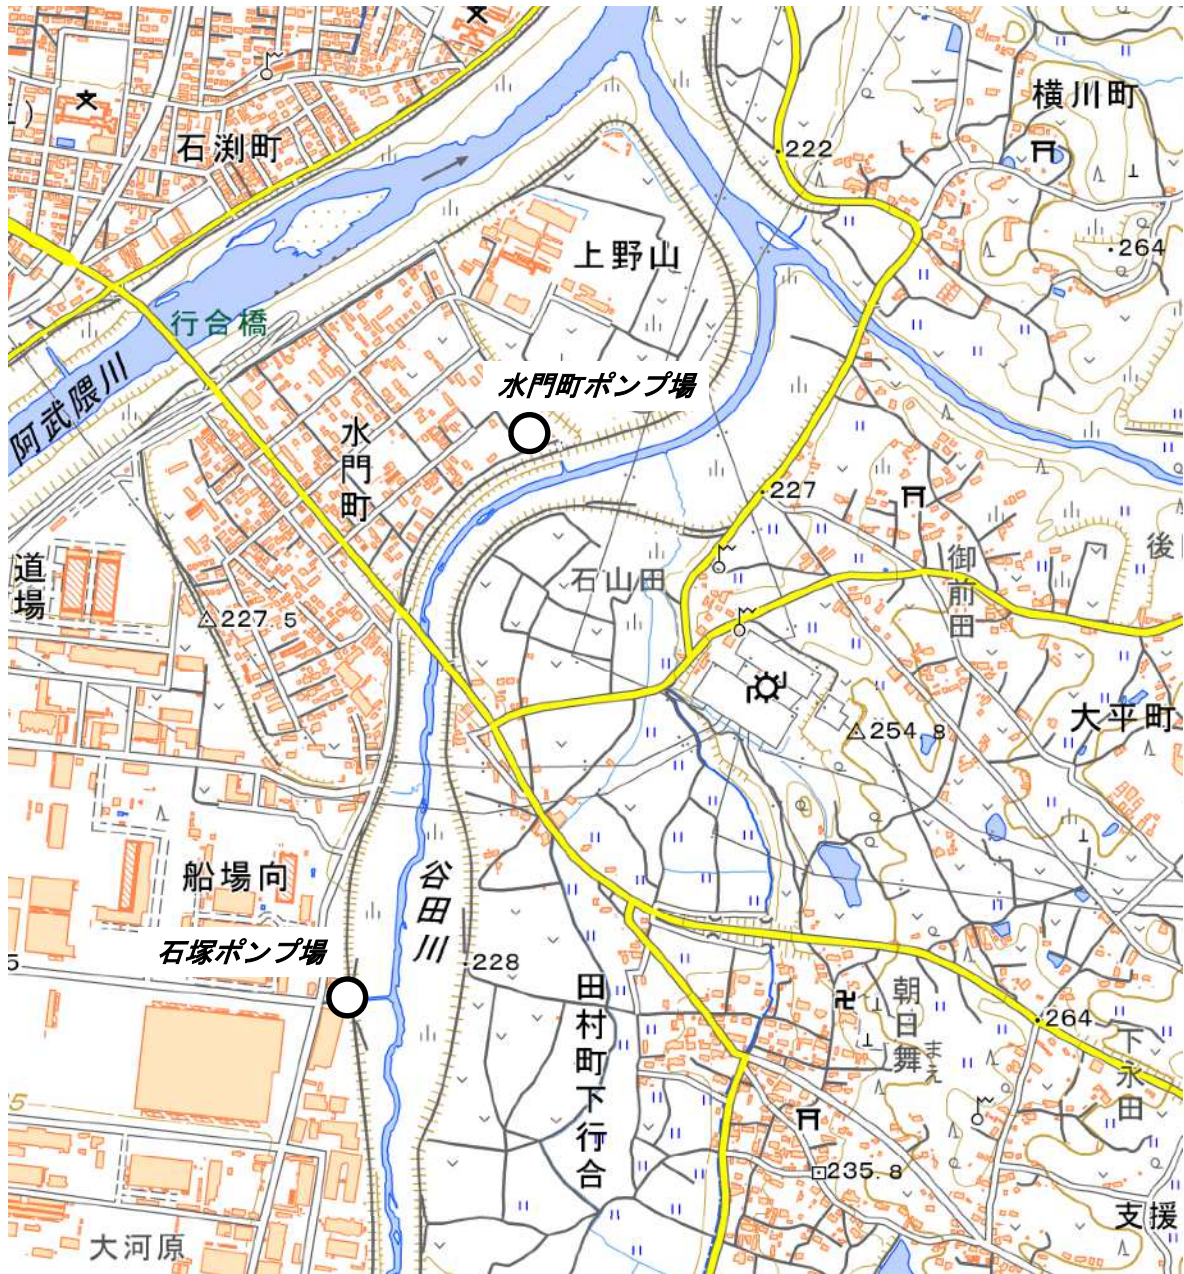 横川町
石渕町
222
上野山
264
行合橋
水門町ポンプ場
阿武隈川
水門町
227
石山田
御前田
後
道場
227.5
大平町
254.8
船場向
谷田川
石塚ポンプ場
5
228
田村町下行合
朝日舞
まえ
264
下永田
5
235.8
支援
大河原